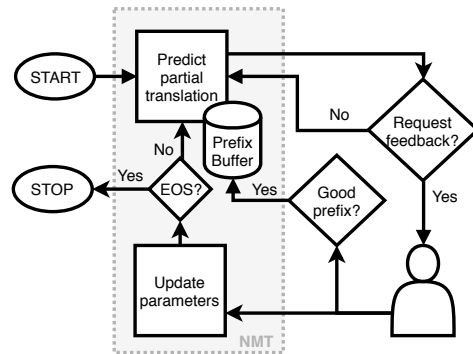 START
Predict
partial
translation
No
Request
feedback?
Prefix
Buffer
No
STOP
Yes
EOS?
Yes
Good
prefix?
Yes
Update
parameters
NMT